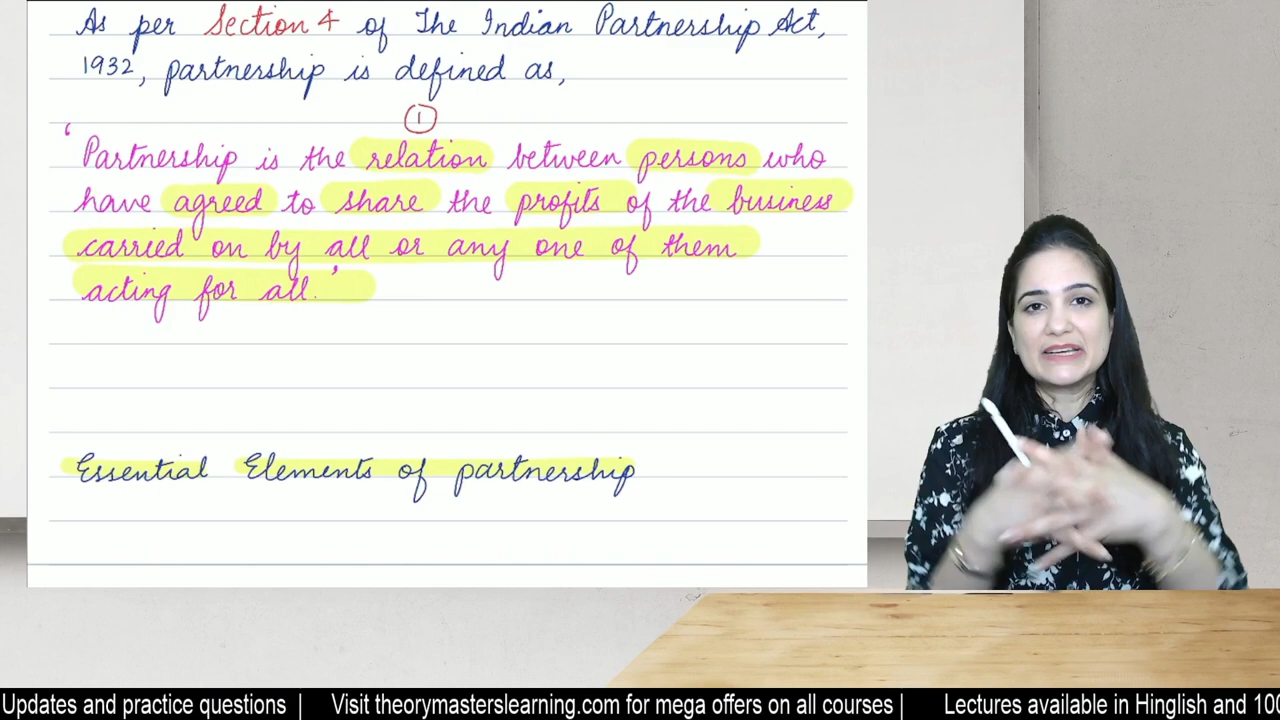 As per Section 4 of The Indian Partnership Act,
1932, partnership is defined as,
1
'Partnership is the relation between persons who
have agreed to share the profits of the business
carried on by all or any one of them
acting for all.'
Essential Elements of partnership
Updates and practice questions | Visit theorymasterslearning.com for mega offers on all courses | Lectures available in Hinglish and 100